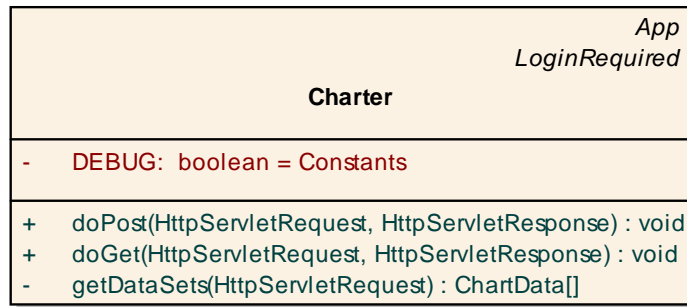 App
LoginRequired
Charter
- DEBUG: boolean = Constants
+ doPost(HttpServletRequest, HttpServletResponse) : void
+ doGet(HttpServletRequest, HttpServletResponse) : void
- getDataSets(HttpServletRequest) : ChartData[]